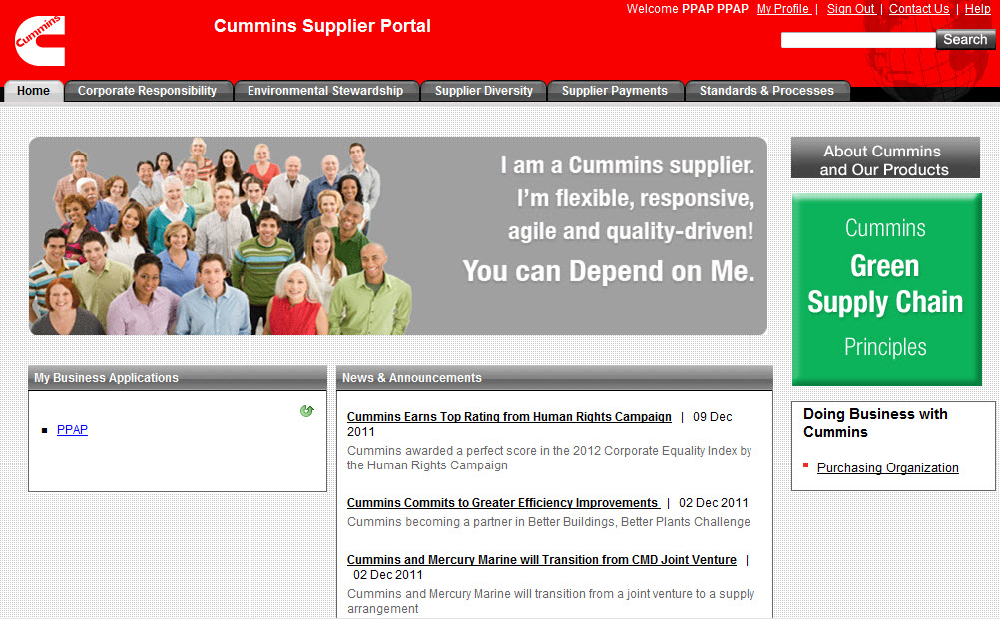 Welcome PPAP PPAP My Profile | Sign Out | Contact Us | Help
Cummins
Cummins Supplier Portal
Search
Home Corporate Responsibility Environmental Stewardship Supplier Diversity Supplier Payments Standards & Processes
I am a Cummins supplier.
I'm flexible, responsive,
agile and quality-driven!
You can Depend on Me.
About Cummins
and Our Products
Cummins
Green
Supply Chain
Principles
My Business Applications
PPAP
News & Announcements
Cummins Earns Top Rating from Human Rights Campaign | 09 Dec
2011
Cummins awarded a perfect score in the 2012 Corporate Equality Index by
the Human Rights Campaign
Cummins Commits to Greater Efficiency Improvements | 02 Dec 2011
Cummins becoming a partner in Better Buildings, Better Plants Challenge
Cummins and Mercury Marine will Transition from CMD Joint Venture |
02 Dec 2011
Cummins and Mercury Marine will transition from a joint venture to a supply
arrangement
Doing Business with
Cummins
Purchasing Organization